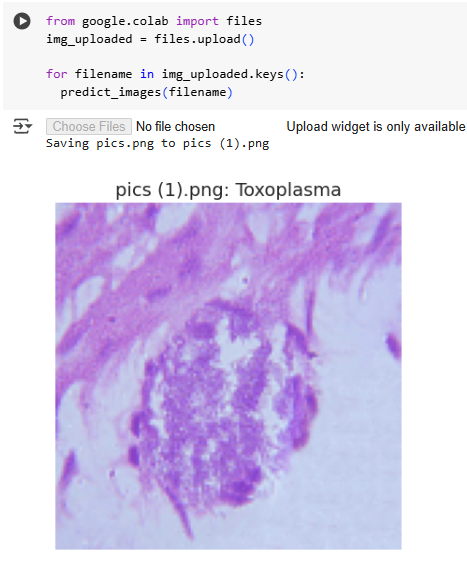 from google.colab import files
img_uploaded = files.upload()
for filename in img_uploaded.keys():
predict_images(filename)
Choose Files No file chosen Upload widget is only available
Saving pics.png to pics (1).png
pics (1).png: Toxoplasma